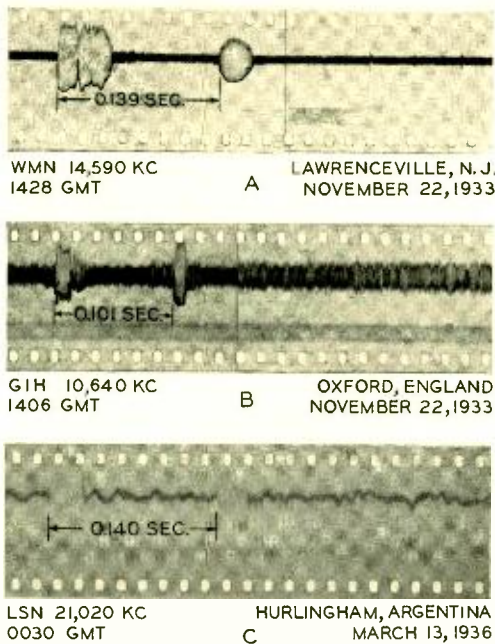 0.139 SEC.
WMN 14,590 KC LAWRENCEVILLE, N. J.
1428 GMT A NOVEMBER 22, 1933
0.101 SEC.
GIH 10,640 KC OXFORD, ENGLAND
1406 GMT B NOVEMBER 22, 1933
0.140 SEC.
LSN 21,020 KC HURLINGHAM, ARGENTINA
0030 GMT C MARCH 13, 1936